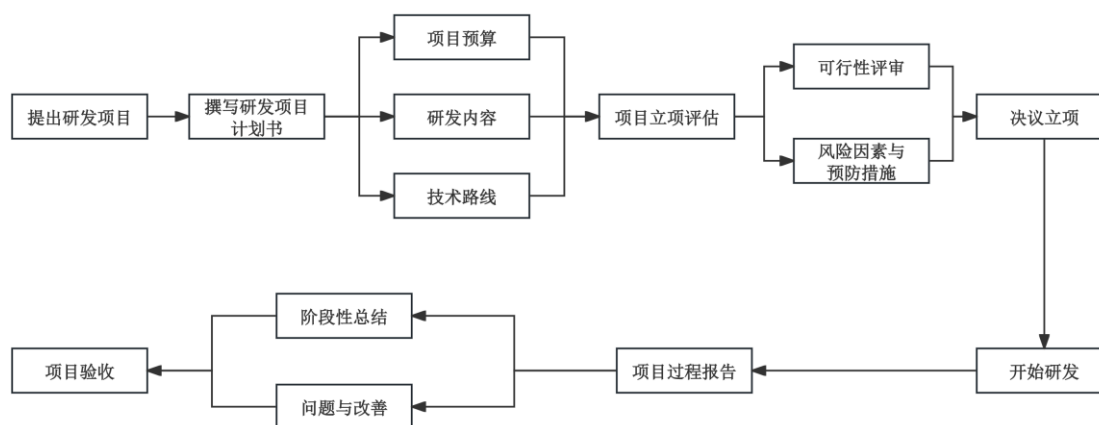 提出研发项目
撰写研发项目
计划书
项目预算
研发内容
技术路线
项目立项评估
可行性评审
风险因素与
预防措施
决议立项
开始研发
项目过程报告
阶段性总结
问题与改善
项目验收